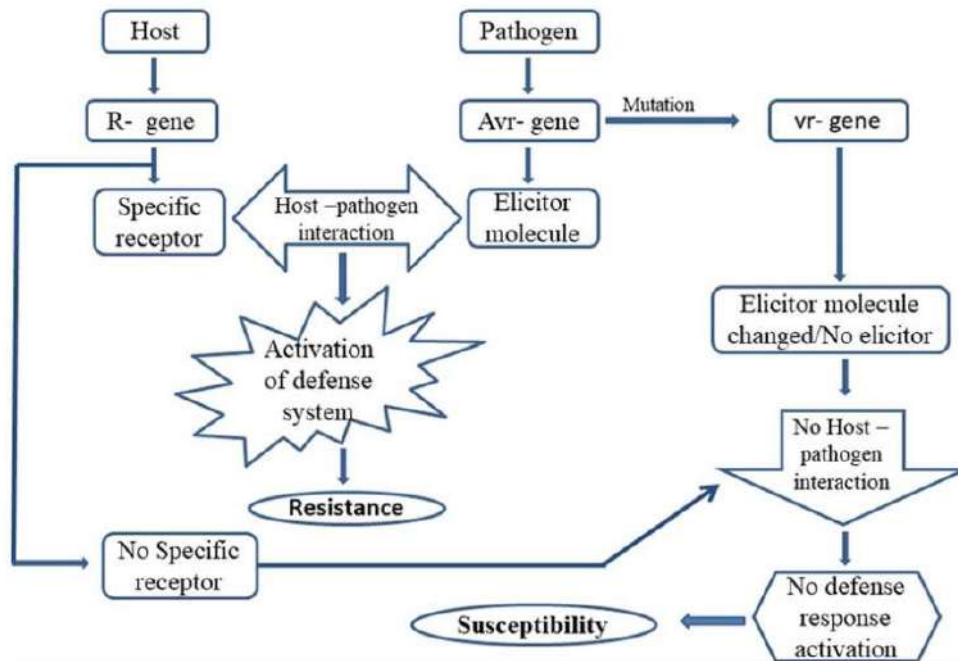 Host
Pathogen
R- gene
Avr- gene
Mutation
vr- gene
Specific
receptor
Host –pathogen
interaction
Elicitor
molecule
Elicitor molecule
changed/No elicitor
Activation
of defense
system
No Host –
pathogen
interaction
Resistance
No Specific
receptor
No defense
response
activation
Susceptibility